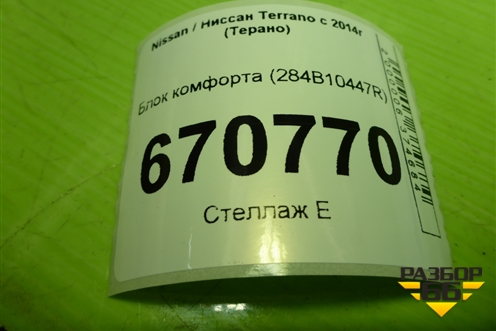 Nissan / Ниссан Terrano с 2014г
(Терано)
Блок комфорта (284B10447R)
670770
Стеллаж Е
РАЗБОР
66